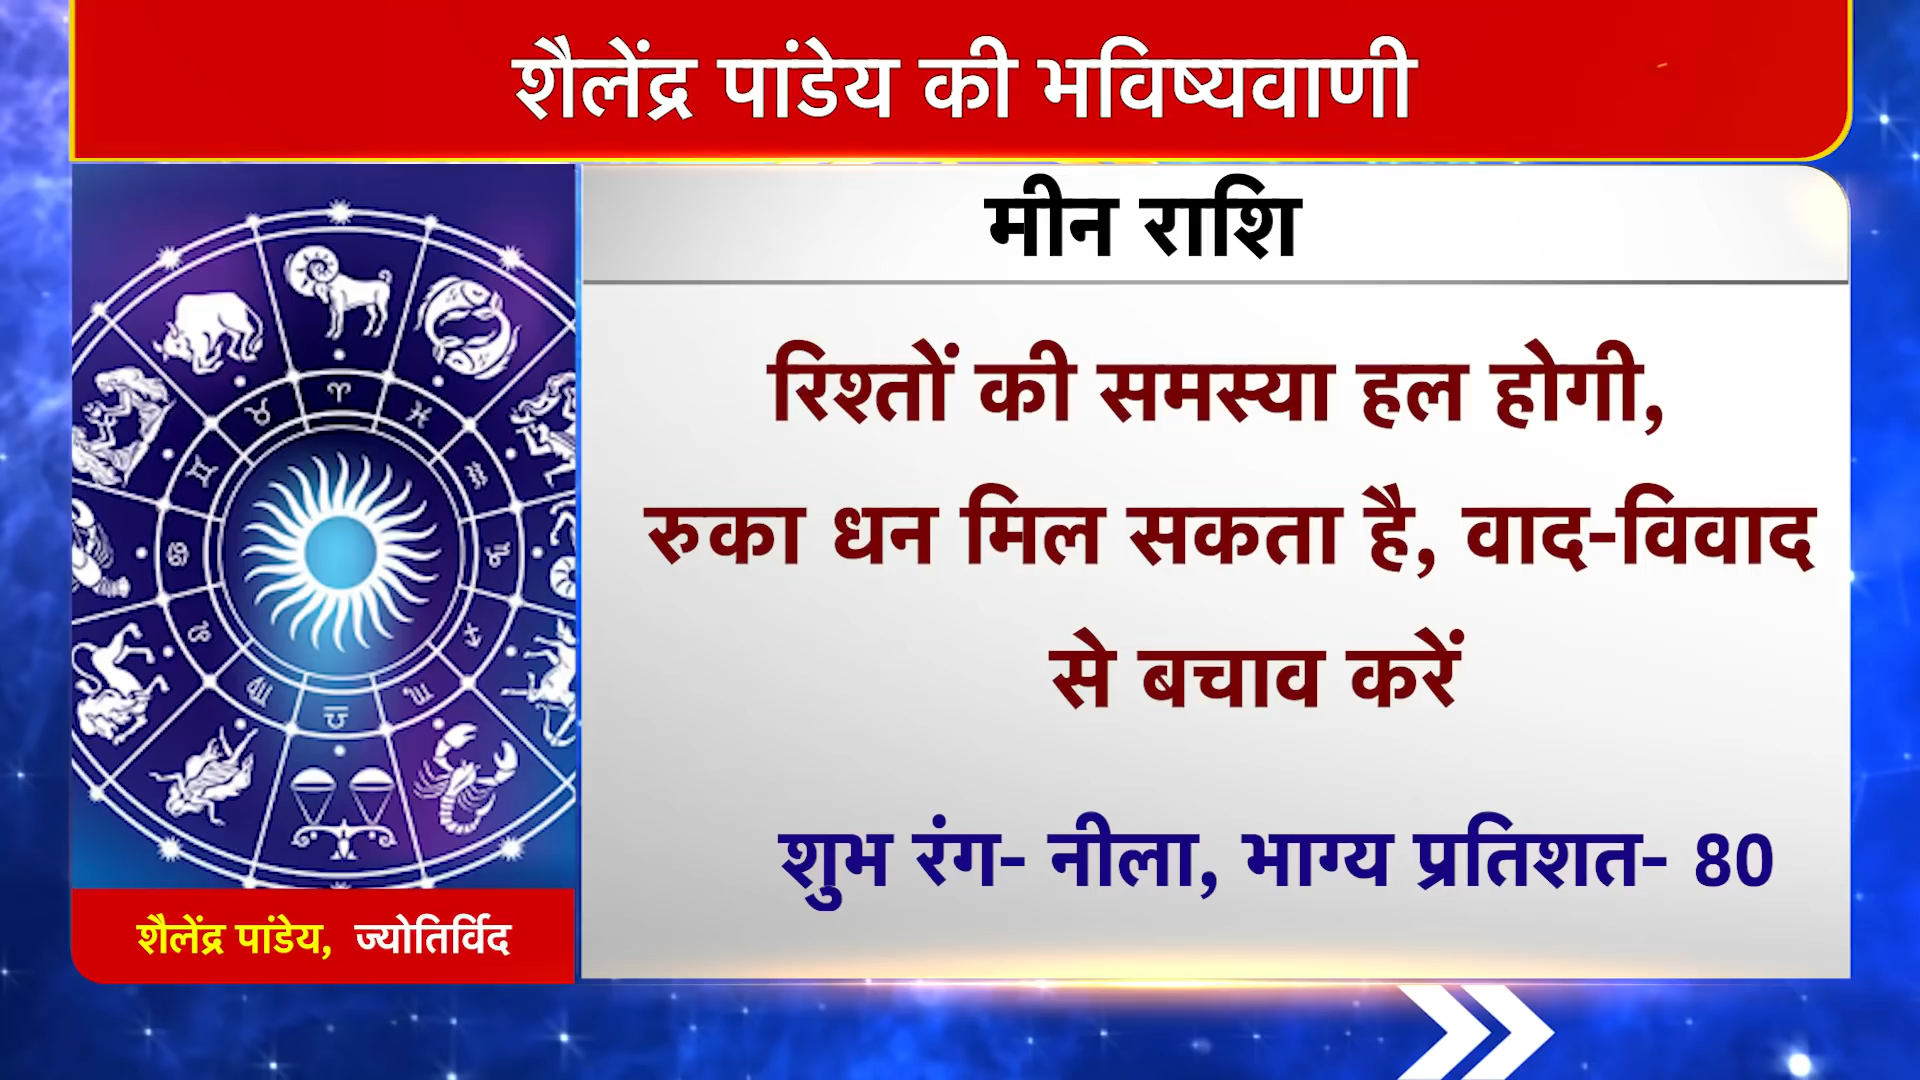 शैलेंद्र पांडेय की भविष्यवाणी
मीन राशि
रिश्तों की समस्या हल होगी,
रुका धन मिल सकता है, वाद-विवाद
से बचाव करें
शुभ रंग- नीला, भाग्य प्रतिशत- 80
शैलेंद्र पांडेय, ज्योतिर्विद